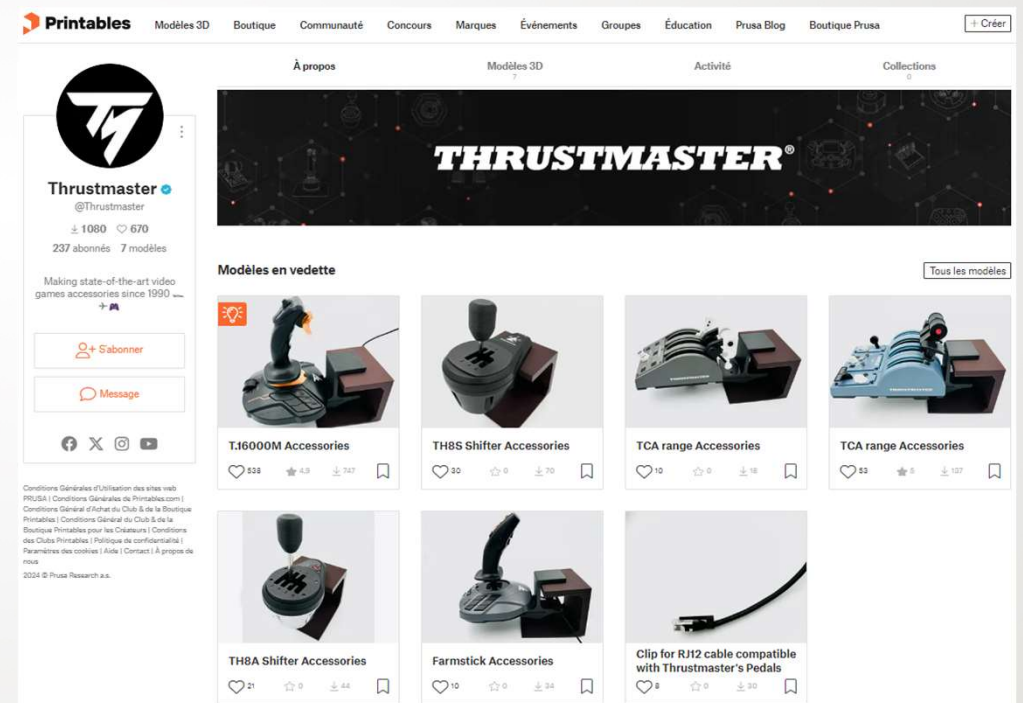 Printables
Modèles 3D Boutique Communauté Concours Marques Événements Groupes Éducation Prusa Blog Boutique Prusa + Créer
À propos Modèles 3D Activité Collections
7 0
THRUSTMASTER®
Thrustmaster
@Thrustmaster
1080 670
237 abonnés 7 modèles
Making state-of-the-art video
games accessories since 1990
S'abonner
Message
Conditions Générales d'Utilisation des sites web
PRUSA | Conditions Générales de Printables.com |
Conditions Général d'Achat du Club & de la Boutique
Printables | Conditions Général du Club & de la
Boutique Printables pour les Créateurs | Conditions
des Clubs Printables | Politique de confidentialité |
Paramètres des cookies | Aide | Contact | À propos de
nous
2024 © Prusa Research a.s.
Modèles en vedette Tous les modèles
T.16000M Accessories
538 4.9 747
TH8S Shifter Accessories
30 0 70
TCA range Accessories
10 0 18
TCA range Accessories
53 5 137
TH8A Shifter Accessories
21 0 44
Farmstick Accessories
10 0 34
Clip for RJ12 cable compatible
with Thrustmaster's Pedals
8 0 30